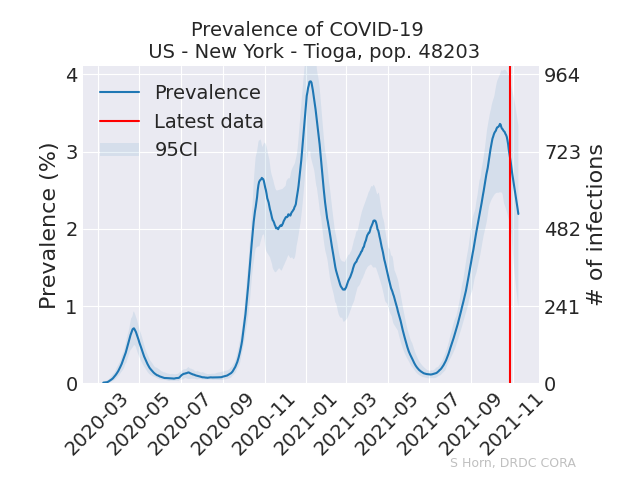 Prevalence of COVID-19
US - New York - Tioga, pop. 48203
Prevalence
Latest data
95CI
Prevalence (%)
4
3
2
1
0
964
723
482
241
0
# of infections
2020-03
2020-05
2020-07
2020-09
2020-11
2021-01
2021-03
2021-05
2021-07
2021-09
2021-11
S Horn, DRDC CORA